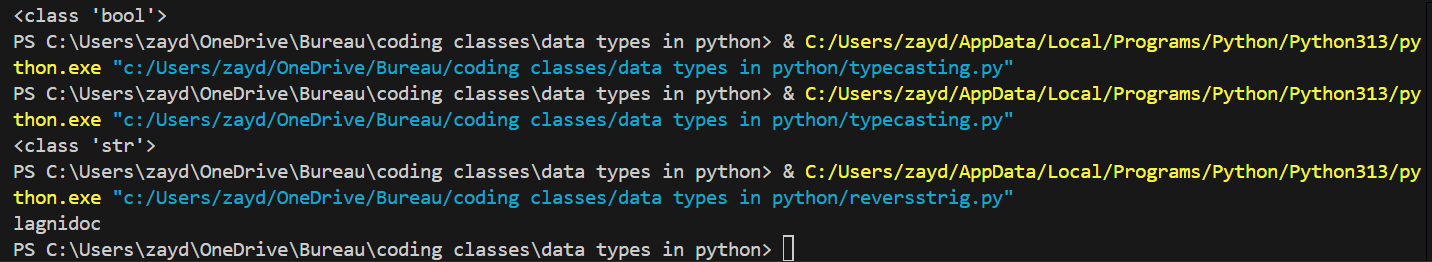 <class 'bool'>
PS C:\Users\zayd\OneDrive\Bureau\coding classes\data types in python> & C:/Users/zayd/AppData/Local/Programs/Python/Python313/py
thon.exe "c:/Users/zayd/OneDrive/Bureau/coding classes/data types in python/typecasting.py"
PS C:\Users\zayd\OneDrive\Bureau\coding classes\data types in python> & C:/Users/zayd/AppData/Local/Programs/Python/Python313/py
thon.exe "c:/Users/zayd/OneDrive/Bureau/coding classes/data types in python/typecasting.py"
<class 'str'>
PS C:\Users\zayd\OneDrive\Bureau\coding classes\data types in python> & C:/Users/zayd/AppData/Local/Programs/Python/Python313/py
thon.exe "c:/Users/zayd/OneDrive/Bureau/coding classes/data types in python/reversstrig.py"
lagnidoc
PS C:\Users\zayd\OneDrive\Bureau\coding classes\data types in python>